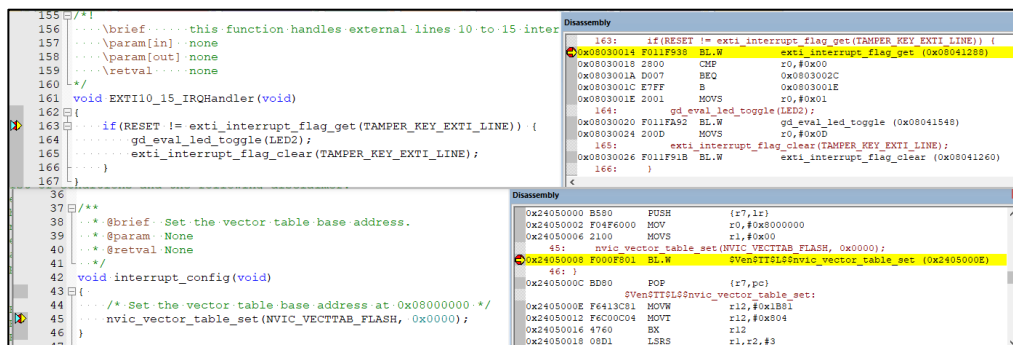 155 /*!
156 \brief this function handles external lines 10 to 15 inter
157 \param[in] none
158 \param[out] none
159 \retval none
160 */
161 void EXTI10_15_IRQHandler(void)
162 {
163 if(RESET != exti_interrupt_flag_get(TAMPER_KEY_EXTI_LINE)) {
164 gd_eval_led_toggle(LED2);
165 exti_interrupt_flag_clear(TAMPER_KEY_EXTI_LINE);
166 }
167 }
Disassembly
163: if(RESET != exti_interrupt_flag_get(TAMPER_KEY_EXTI_LINE)) {
0x08030014 F011F938 BL.W exti_interrupt_flag_get (0x08041288)
0x08030018 2800 CMP r0,#0x00
0x0803001A D007 BEQ 0x0803002C
0x0803001C E7FF B 0x0803001E
0x0803001E 2001 MOVS r0,#0x01
164: gd_eval_led_toggle(LED2);
0x08030020 F011FA92 BL.W gd_eval_led_toggle (0x08041548)
0x08030024 200D MOVS r0,#0x0D
165: exti_interrupt_flag_clear(TAMPER_KEY_EXTI_LINE);
0x08030026 F011F91B BL.W exti_interrupt_flag_clear (0x08041260)
166: }
36
37 /**
38 * @brief Set the vector table base address.
39 * @param None
40 * @retval None
41 */
42 void interrupt_config(void)
43 {
44 /* Set the vector table base address at 0x08000000 */
45 nvic_vector_table_set(NVIC_VECTTAB_FLASH, 0x0000);
46 }
Disassembly
0x24050000 B580 PUSH {r7,lr}
0x24050002 F04F6000 MOV r0,#0x8000000
0x24050006 2100 MOVS r1,#0x00
45: nvic_vector_table_set(NVIC_VECTTAB_FLASH, 0x0000);
0x24050008 F000F801 BL.W $Ven$TT$L$$nvic_vector_table_set (0x2405000E)
46: }
0x2405000C BD80 POP {r7,pc}
$Ven$TT$L$$nvic_vector_table_set:
0x2405000E F6413C81 MOVW r12,#0x1B81
0x24050012 F6C00C04 MOVT r12,#0x804
0x24050016 4760 BX r12
0x24050018 08D1 LSRS r1,r2,#3